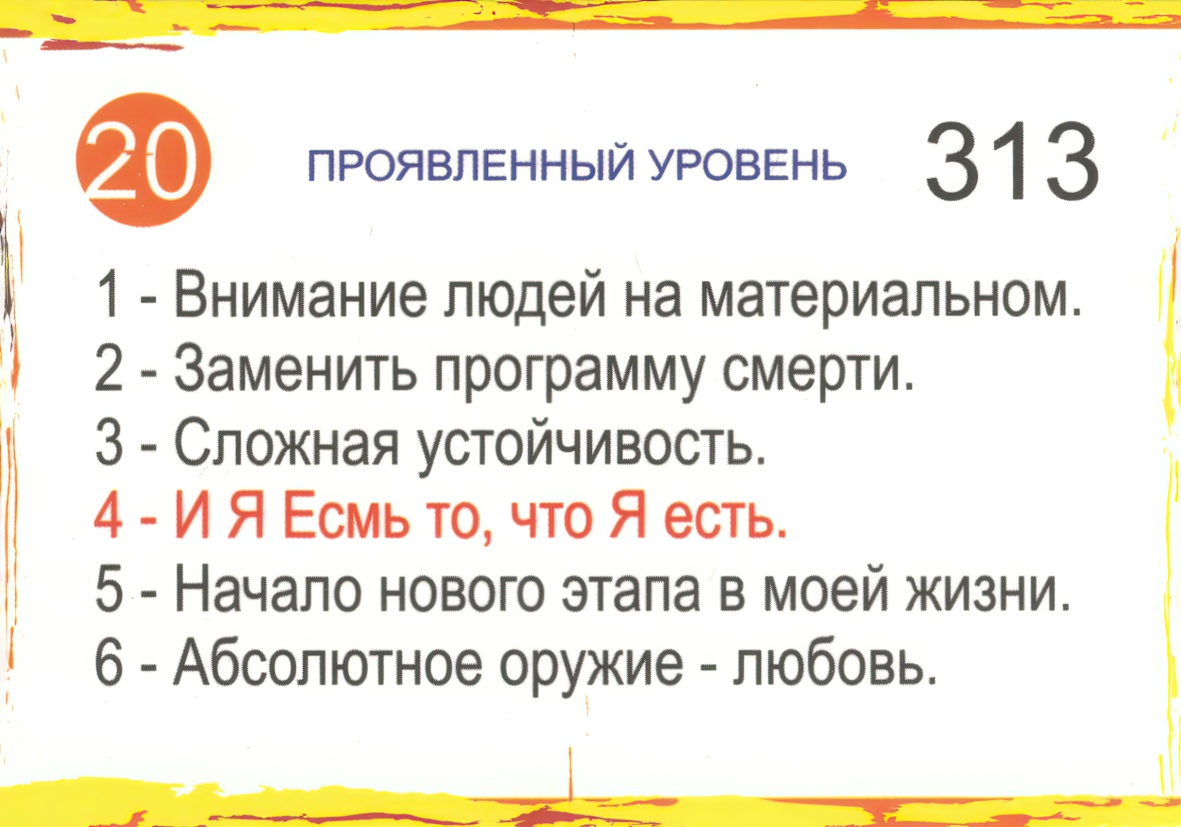 20 ПРОЯВЛЕННЫЙ УРОВЕНЬ 313
1 - Внимание людей на материальном.
2 - Заменить программу смерти.
3 - Сложная устойчивость.
4 - И Я Есмь то, что Я есть.
5 - Начало нового этапа в моей жизни.
6 - Абсолютное оружие - любовь.